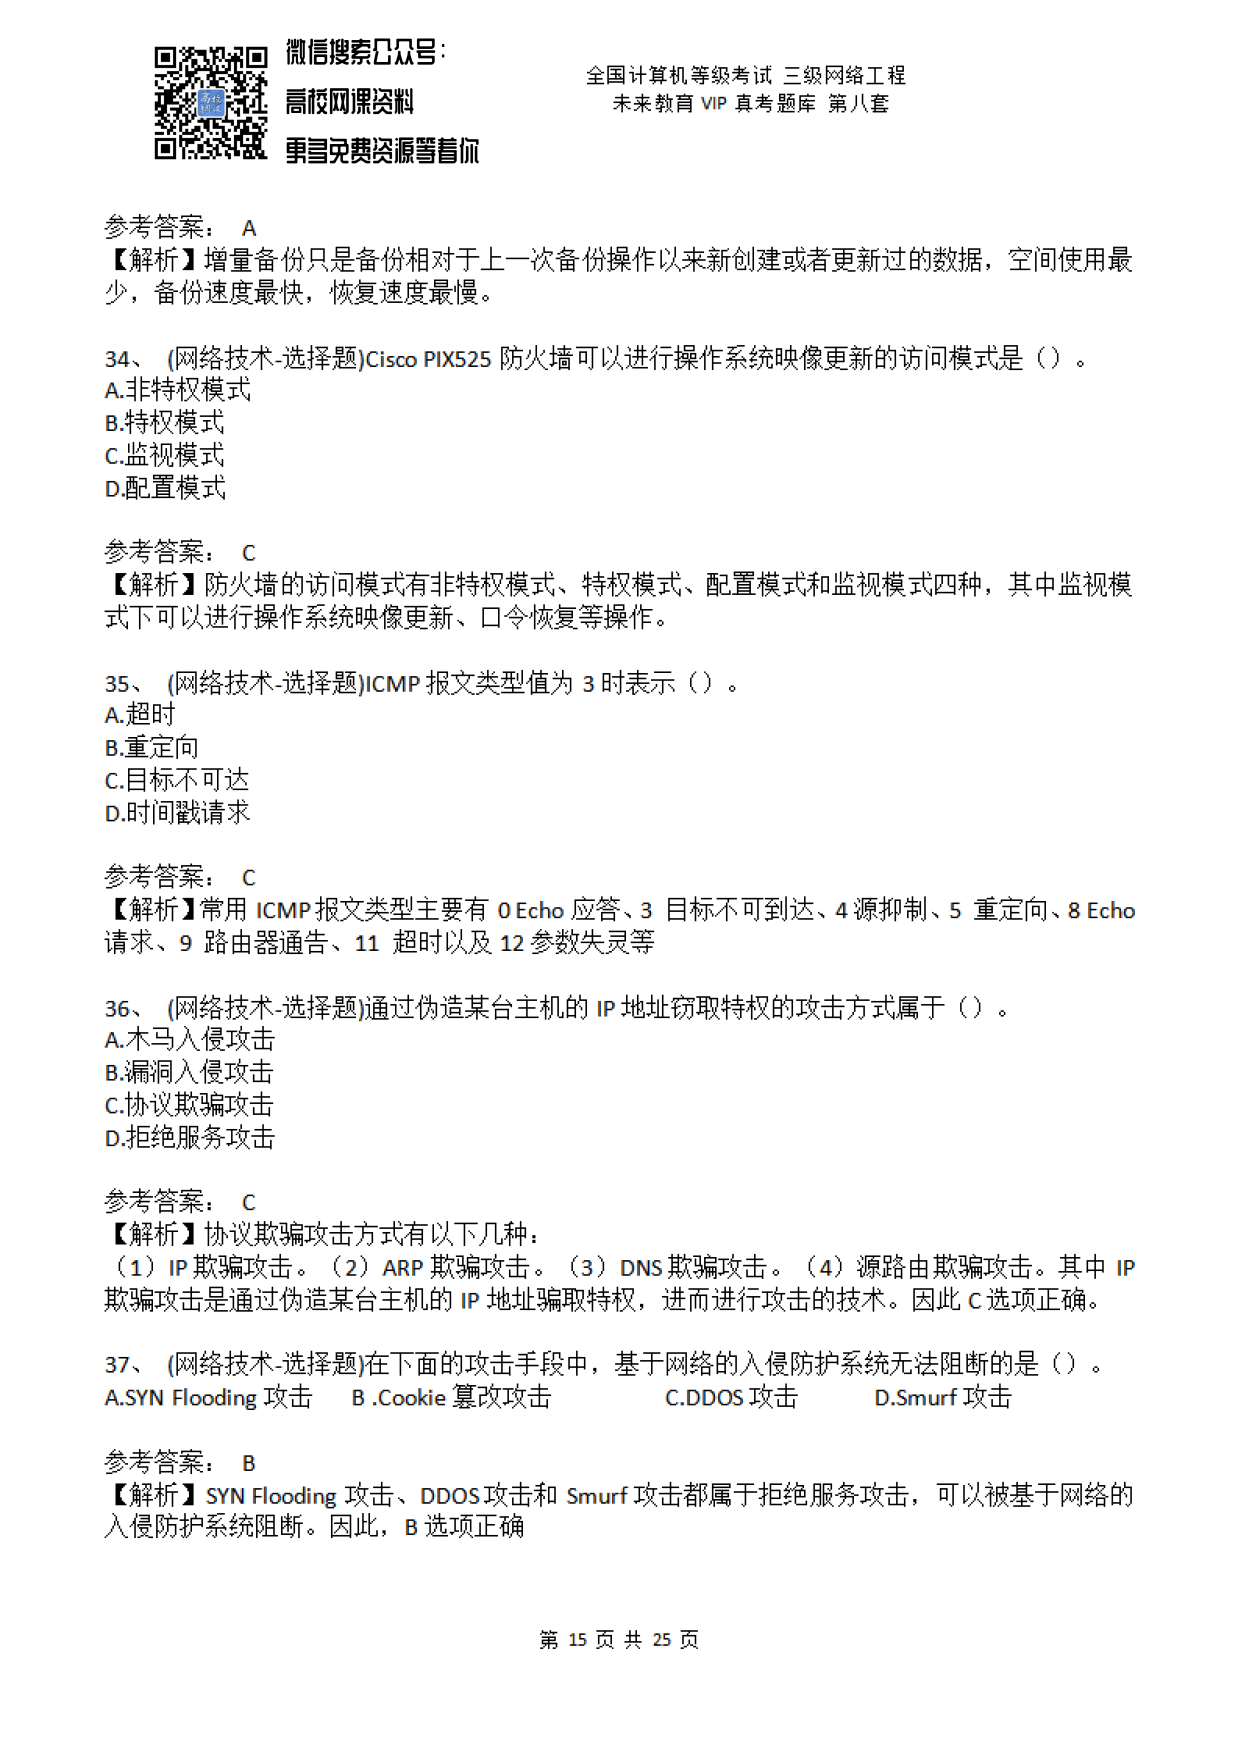 微信搜索公众号：
高校网课资料
更多免费资源等着你
全国计算机等级考试 三级网络工程
未来教育 VIP 真考题库 第八套
参考答案： A
【解析】增量备份只是备份相对于上一次备份操作以来新创建或者更新过的数据，空间使用最
少，备份速度最快，恢复速度最慢。
34、 (网络技术-选择题)Cisco PIX525 防火墙可以进行操作系统映像更新的访问模式是（）。
A.非特权模式
B.特权模式
C.监视模式
D.配置模式
参考答案： C
【解析】防火墙的访问模式有非特权模式、特权模式、配置模式和监视模式四种，其中监视模
式下可以进行操作系统映像更新、口令恢复等操作。
35、 (网络技术-选择题)ICMP 报文类型值为 3 时表示（）。
A.超时
B.重定向
C.目标不可达
D.时间戳请求
参考答案： C
【解析】常用 ICMP 报文类型主要有 0 Echo 应答、3 目标不可到达、4 源抑制、5 重定向、8 Echo
请求、9 路由器通告、11 超时以及 12 参数失灵等
36、 (网络技术-选择题)通过伪造某台主机的 IP 地址窃取特权的攻击方式属于（）。
A.木马入侵攻击
B.漏洞入侵攻击
C.协议欺骗攻击
D.拒绝服务攻击
参考答案： C
【解析】协议欺骗攻击方式有以下几种：
（1）IP 欺骗攻击。（2）ARP 欺骗攻击。（3）DNS 欺骗攻击。（4）源路由欺骗攻击。其中 IP
欺骗攻击是通过伪造某台主机的 IP 地址骗取特权，进而进行攻击的技术。因此 C 选项正确。
37、 (网络技术-选择题)在下面的攻击手段中，基于网络的入侵防护系统无法阻断的是（）。
A.SYN Flooding 攻击 B .Cookie 篡改攻击 C.DDOS 攻击 D.Smurf 攻击
参考答案： B
【解析】SYN Flooding 攻击、DDOS 攻击和 Smurf 攻击都属于拒绝服务攻击，可以被基于网络的
入侵防护系统阻断。因此，B 选项正确
第 15 页 共 25 页